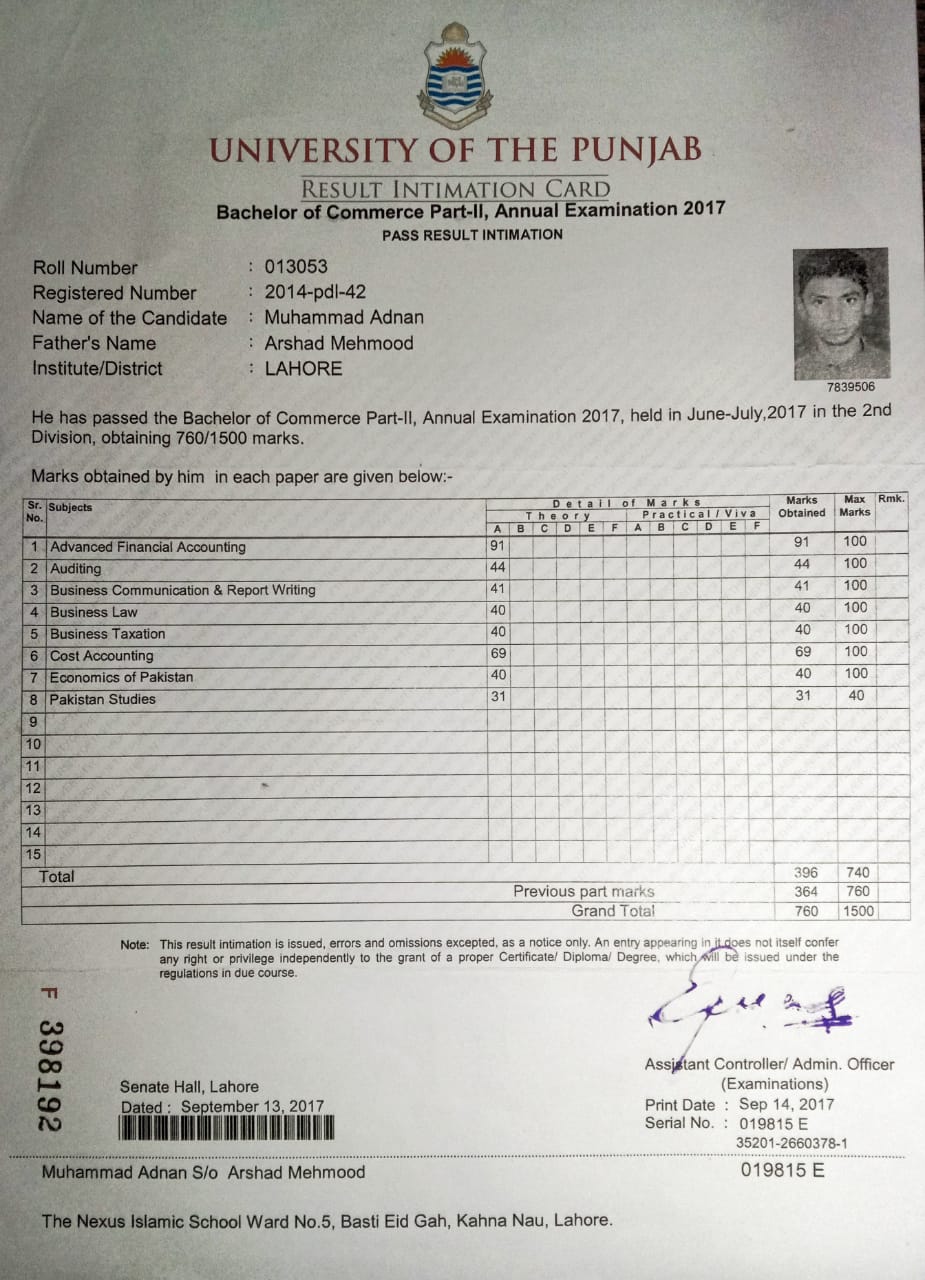 UNIVERSITY OF THE PUNJAB
RESULT INTIMATION CARD
Bachelor of Commerce Part-II, Annual Examination 2017
PASS RESULT INTIMATION
Roll Number : 013053
Registered Number : 2014-pdl-42
Name of the Candidate : Muhammad Adnan
Father's Name : Arshad Mehmood
Institute/District : LAHORE
7839506
He has passed the Bachelor of Commerce Part-II, Annual Examination 2017, held in June-July,2017 in the 2nd
Division, obtaining 760/1500 marks.
Marks obtained by him in each paper are given below:-
Sr. No. Subjects Detail of Marks Marks Obtained Max Marks Rmk.
Theory Practical/Viva
A B C D E F A B C D E F
1 Advanced Financial Accounting 91 91 100
2 Auditing 44 44 100
3 Business Communication & Report Writing 41 41 100
4 Business Law 40 40 100
5 Business Taxation 40 40 100
6 Cost Accounting 69 69 100
7 Economics of Pakistan 40 40 100
8 Pakistan Studies 31 31 40
9
10
11
12
13
14
15
Total 396 740
Previous part marks 364 760
Grand Total 760 1500
Note: This result intimation is issued, errors and omissions excepted, as a notice only. An entry appearing in it does not itself confer
any right or privilege independently to the grant of a proper Certificate/ Diploma/ Degree, which will be issued under the
regulations in due course.
F 398192
Assistant Controller/ Admin. Officer
(Examinations)
Senate Hall, Lahore
Dated : September 13, 2017
Print Date : Sep 14, 2017
Serial No. : 019815 E
35201-2660378-1
Muhammad Adnan S/o Arshad Mehmood 019815 E
The Nexus Islamic School Ward No.5, Basti Eid Gah, Kahna Nau, Lahore.